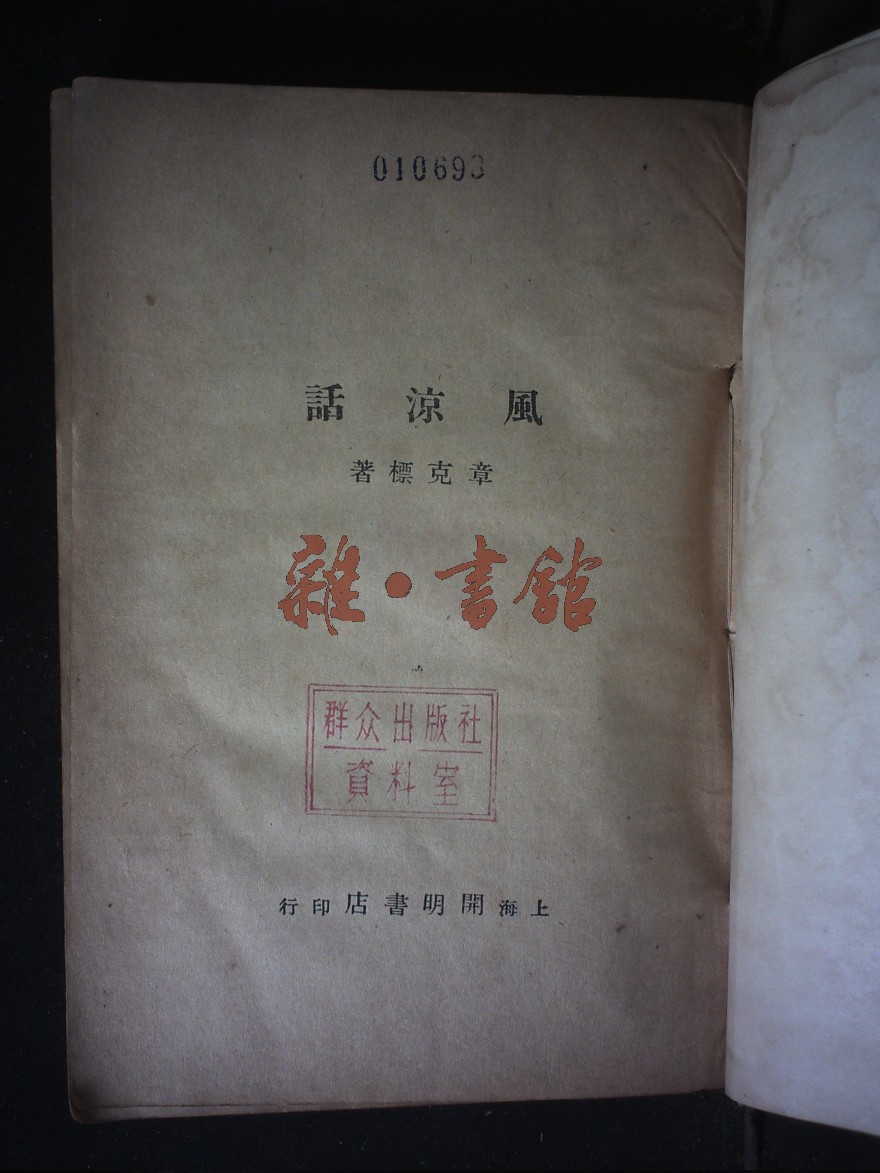 010693
風涼話
章克標著
雜·書館
群众出版社
資料室
上海開明書店印行